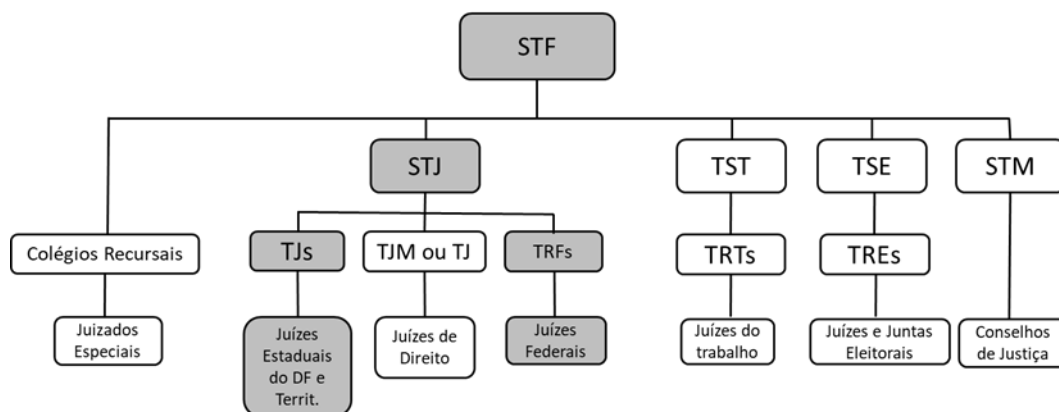 STF
STJ
TST
TSE
STM
Colégios Recursais
TJs
TJM ou TJ
TRFs
TRTs
TREs
Juizados
Especiais
Juízes
Estaduais
do DF e
Territ.
Juízes de
Direito
Juízes
Federais
Juízes do
trabalho
Juízes e Juntas
Eleitorais
Conselhos
de Justiça